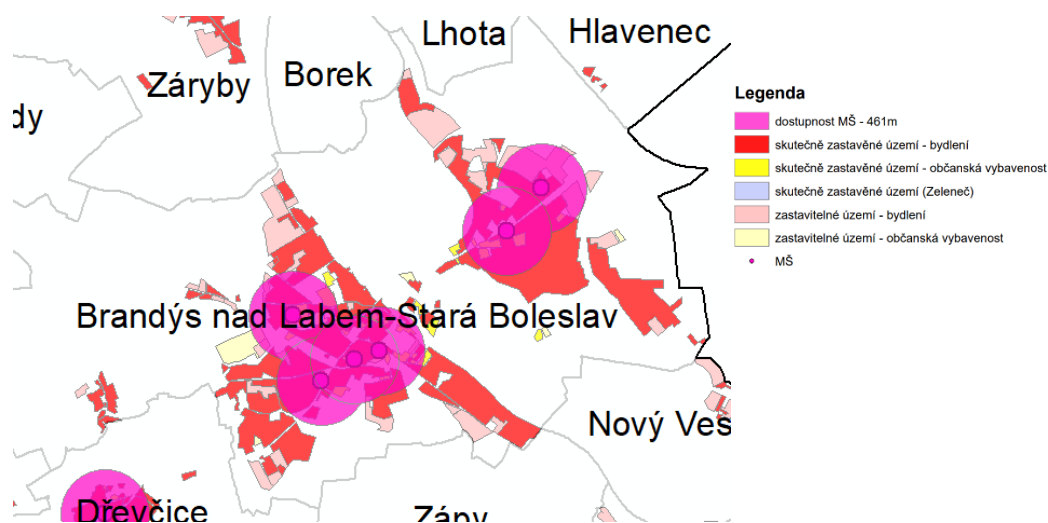 Lhota
Hlavenec
Záryby
Borek
dy
Brandýs nad Labem-Stará Boleslav
Nový Ves
Dřevčice
Zápy
Legenda
dostupnost MŠ - 461m
skutečně zastavěné území - bydlení
skutečně zastavěné území - občanská vybavenost
skutečně zastavěné území (Zeleneč)
zastavitelné území - bydlení
zastavitelné území - občanská vybavenost
MŠ